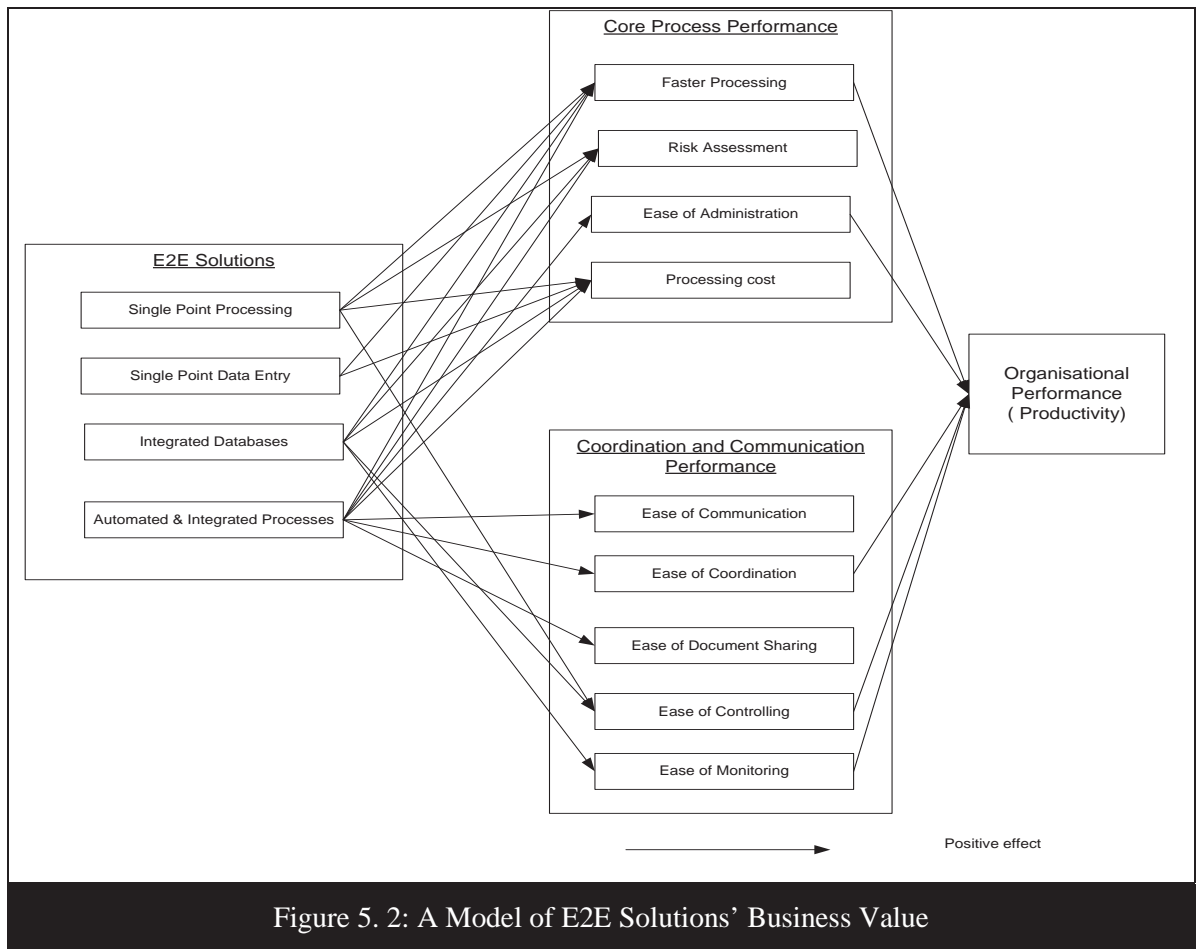 Core Process Performance
Faster Processing
Risk Assessment
Ease of Administration
Processing cost
E2E Solutions
Single Point Processing
Single Point Data Entry
Integrated Databases
Automated & Integrated Processes
Organisational
Performance
( Productivity)
Coordination and Communication
Performance
Ease of Communication
Ease of Coordination
Ease of Document Sharing
Ease of Controlling
Ease of Monitoring
Positive effect
Figure 5. 2: A Model of E2E Solutions’ Business Value